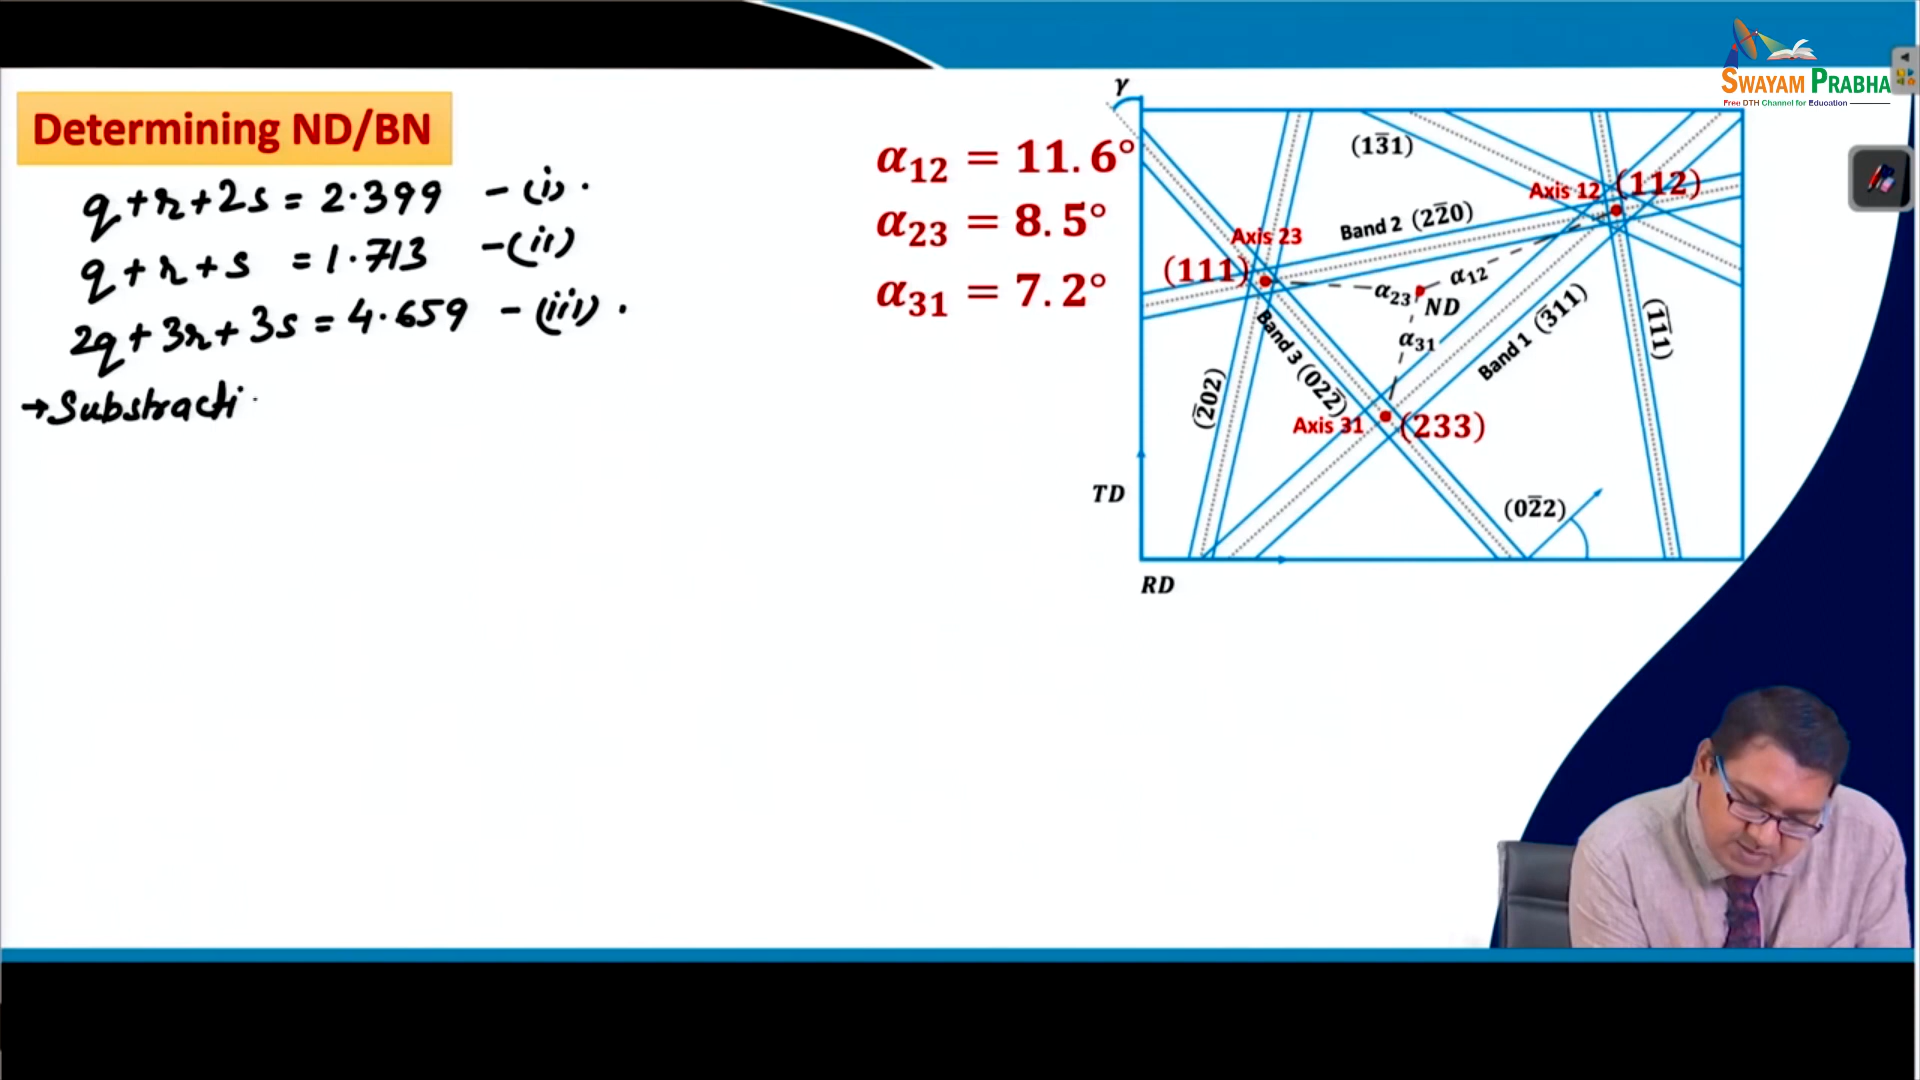 SWAYAM PRABHA
Free DTH Channel for Education
Determining ND/BN
q+r+2s = 2.399 -(i).
q+r+s = 1.713 -(ii)
2q+3r+3s = 4.659 -(iii).
→Substracti
α₁₂ = 11.6°
α₂₃ = 8.5°
α₃₁ = 7.2°
γ
(13̅1)
Axis 12 (112)
Band 2 (22̅0)
Axis 23
(111)
α₁₂
α₂₃
ND
α₃₁
Band 1 (3̅11)
(1̅1̅1)
Band 3 (022̅)
(2̅02)
Axis 31 (233)
TD
(02̅2)
RD